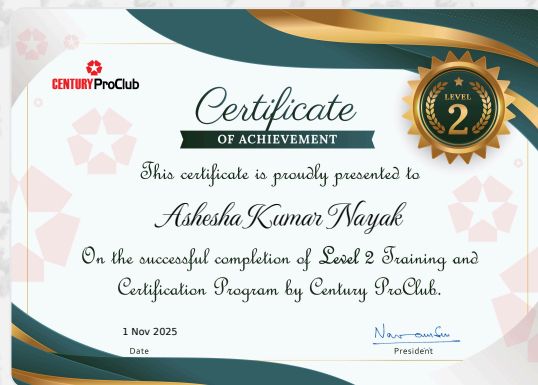 CENTURY ProClub
Certificate
OF ACHIEVEMENT
LEVEL
2
This certificate is proudly presented to
Ashesha Kumar Nayak
On the successful completion of Level 2 Training and
Certification Program by Century ProClub.
1 Nov 2025
Date
President